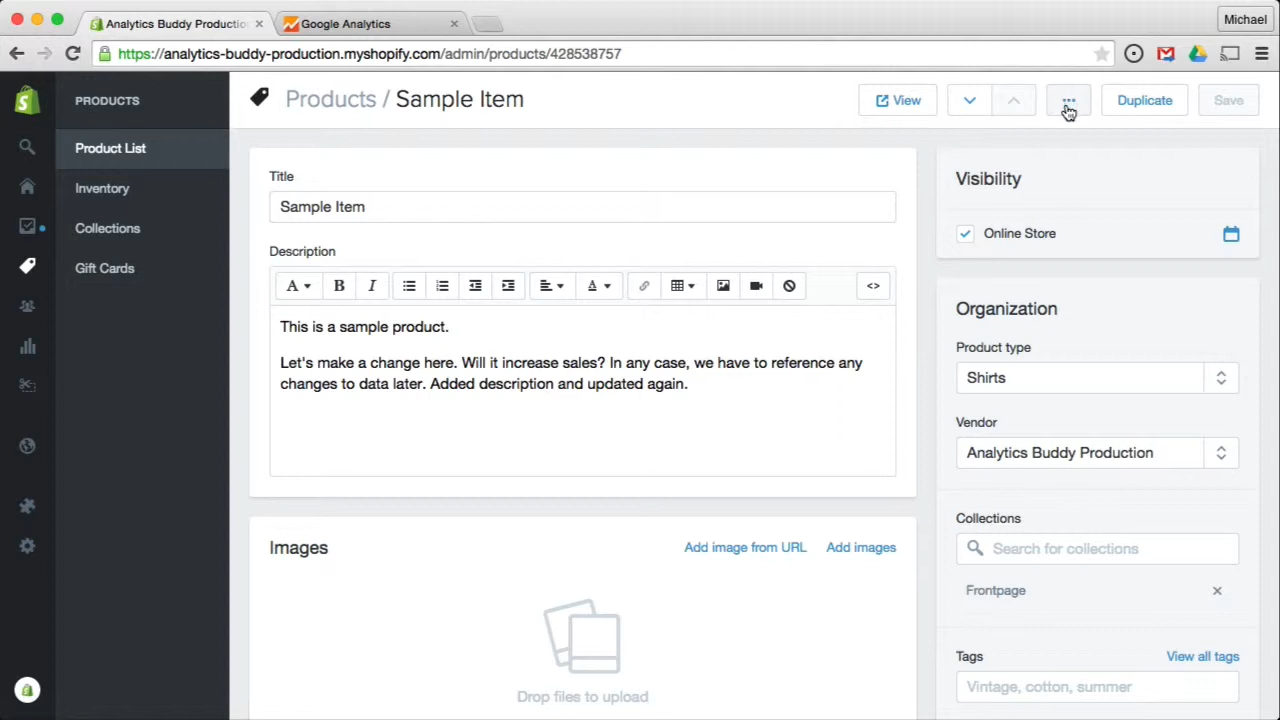 Analytics Buddy Productio
Google Analytics
Michael
https://analytics-buddy-production.myshopify.com/admin/products/428538757
PRODUCTS
Products / Sample Item
View
Duplicate
Save
Product List
Inventory
Collections
Gift Cards
Title
Sample Item
Description
A
B
I
A
<>
This is a sample product.
Let's make a change here. Will it increase sales? In any case, we have to reference any
changes to data later. Added description and updated again.
Images
Add image from URL
Add images
Drop files to upload
Visibility
Online Store
Organization
Product type
Shirts
Vendor
Analytics Buddy Production
Collections
Search for collections
Frontpage
Tags
View all tags
Vintage, cotton, summer